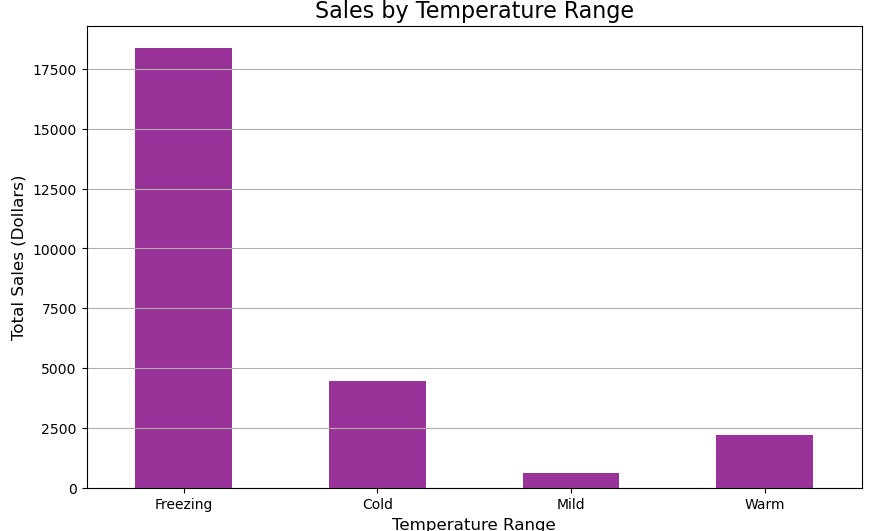 Sales by Temperature Range
Total Sales (Dollars)
17500
15000
12500
10000
7500
5000
2500
0
Freezing Cold Mild Warm
Temperature Range